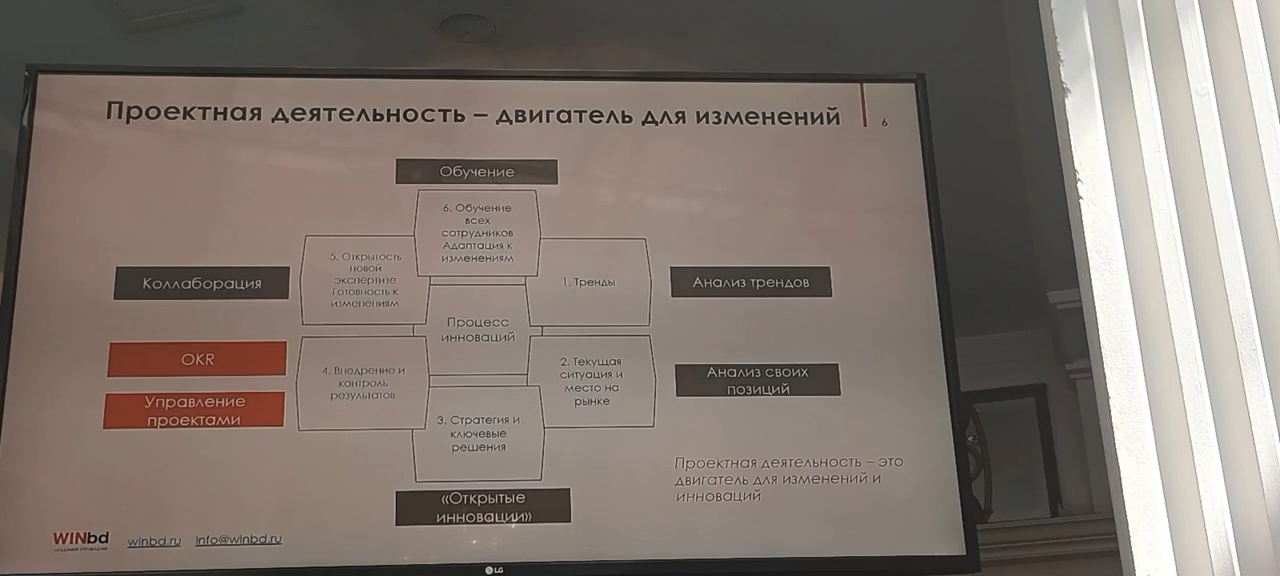 Проектная деятельность – двигатель для изменений
6
Обучение
6. Обучение
всех
сотрудников
Адаптация к
изменениям
5. Открытость
новой
экспертизе
Готовность к
изменениям
1. Тренды
Коллаборация
Анализ трендов
Процесс
инноваций
OKR
Управление
проектами
4. Внедрение и
контроль
результатов
2. Текущая
ситуация и
место на
рынке
Анализ своих
позиций
3. Стратегия и
ключевые
решения
«Открытые
инновации»
Проектная деятельность – это
двигатель для изменений и
инноваций
WINbd
winbd.ru
info@winbd.ru
LG